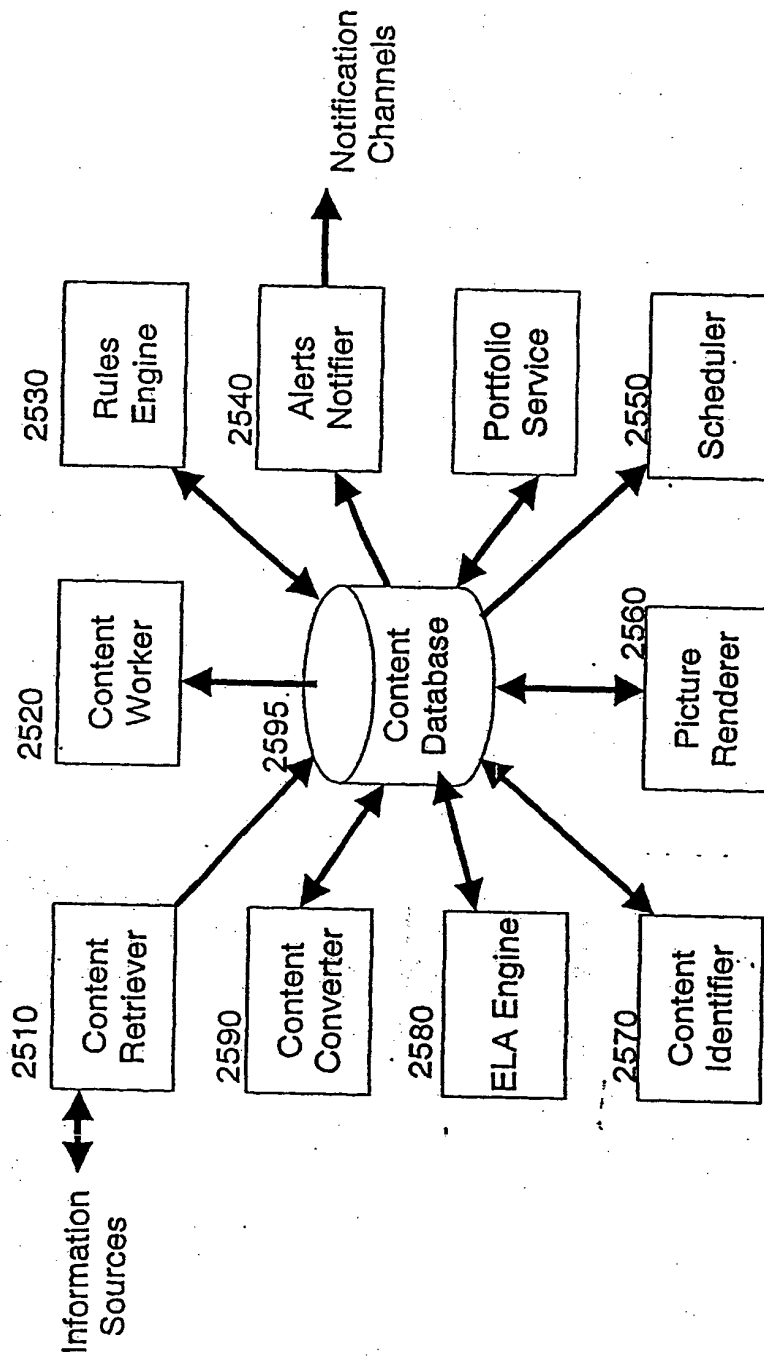 Information
Sources
2510
Content
Retriever
2520
Content
Worker
2530
Rules
Engine
2590
Content
Converter
2595
Content
Database
2540
Alerts
Notifier
Notification
Channels
2580
ELA Engine
Portfolio
Service
2570
Content
Identifier
2560
Picture
Renderer
2550
Scheduler